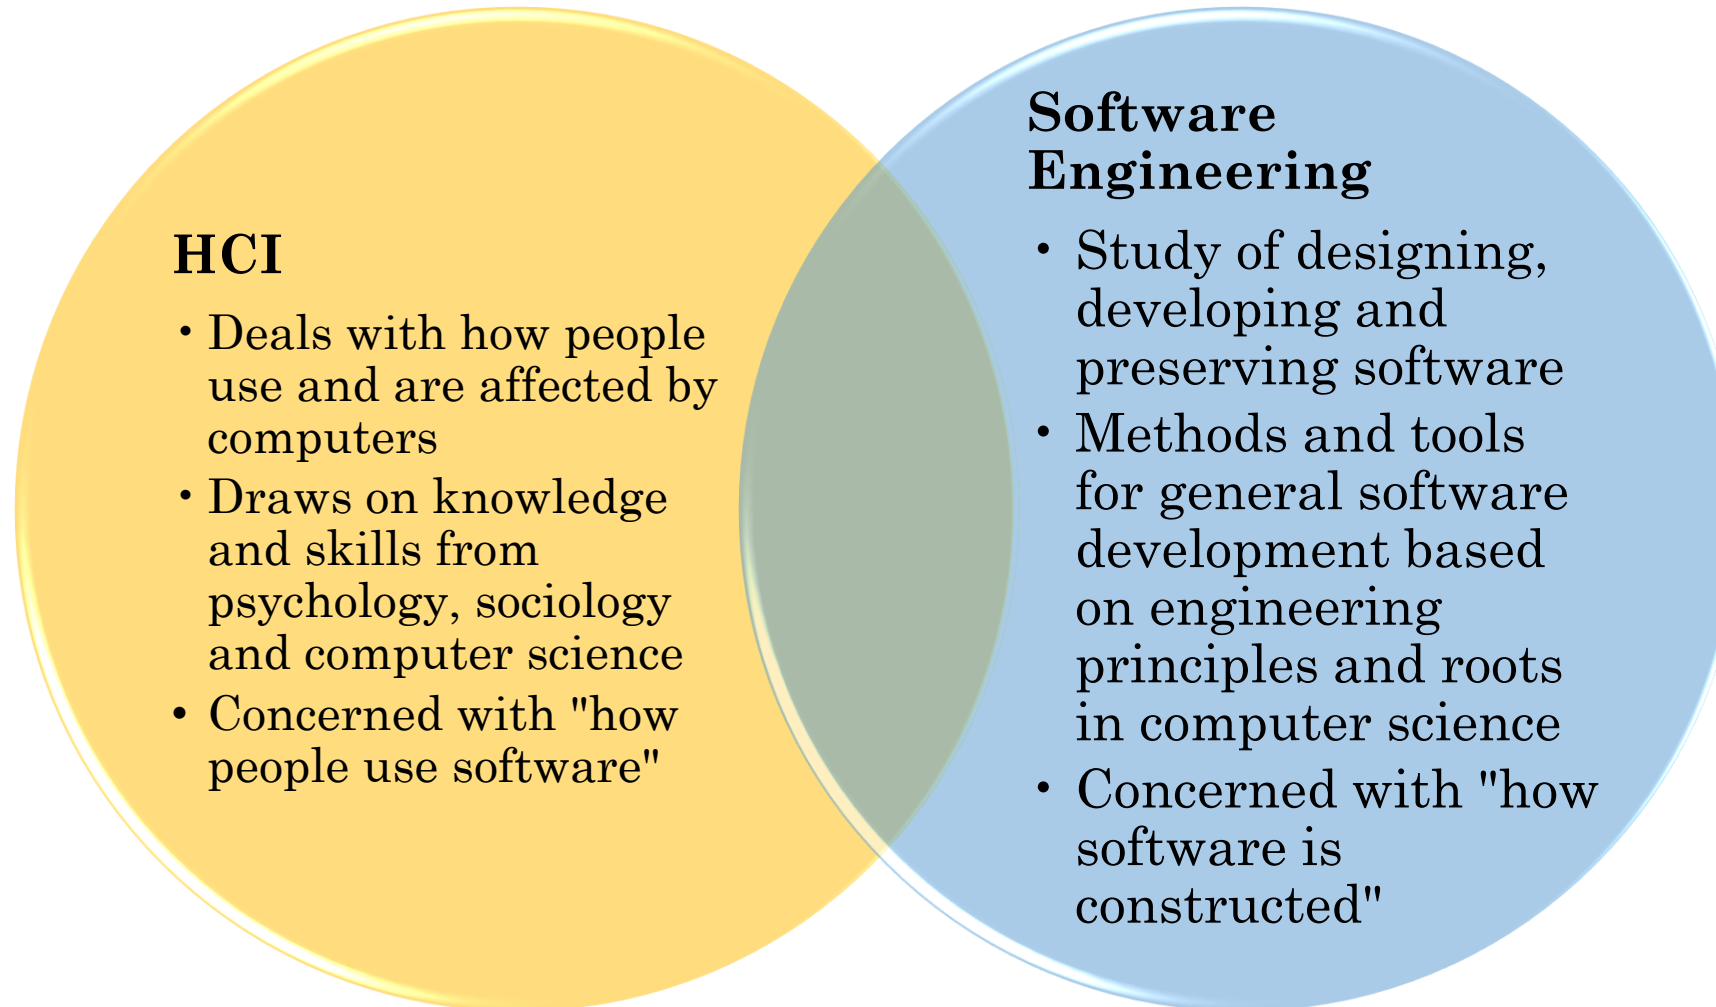 HCI
• Deals with how people
use and are affected by
computers
• Draws on knowledge
and skills from
psychology, sociology
and computer science
• Concerned with "how
people use software"
Software
Engineering
• Study of designing,
developing and
preserving software
• Methods and tools
for general software
development based
on engineering
principles and roots
in computer science
• Concerned with "how
software is
constructed"